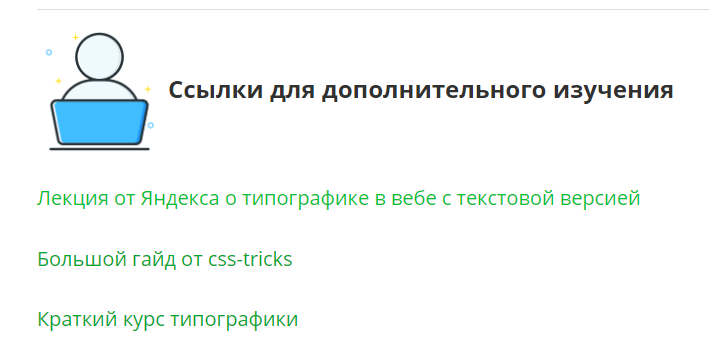 Ссылки для дополнительного изучения
Лекция от Яндекса о типографике в вебе с текстовой версией
Большой гайд от css-tricks
Краткий курс типографики